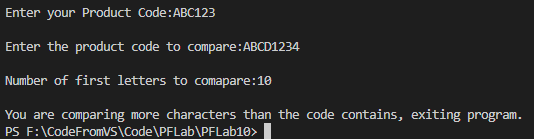 Enter your Product Code:ABC123
Enter the product code to compare:ABCD1234
Number of first letters to comapare:10
You are comparing more characters than the code contains, exiting program.
PS F:\CodeFromVS\Code\PFLab\PFLab10>